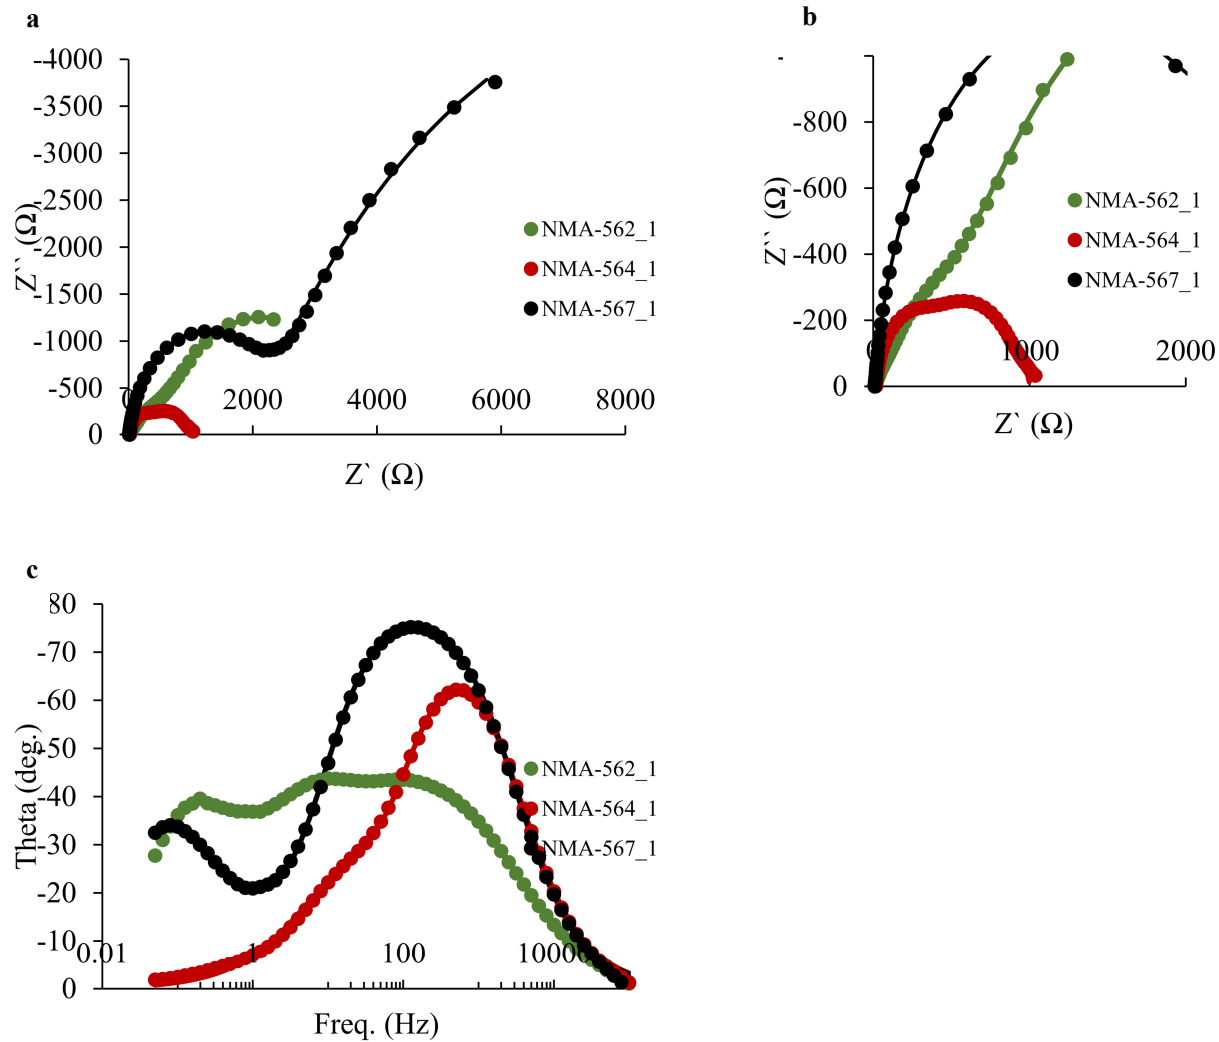 a
-4000
-3500
-3000
-2500
-2000
-1500
-1000
-500
0
Z`` (Ω)
0 2000 4000 6000 8000
Z` (Ω)
NMA-562_1
NMA-564_1
NMA-567_1
b
-800
-600
-400
-200
0
Z`` (Ω)
0 1000 2000
Z` (Ω)
NMA-562_1
NMA-564_1
NMA-567_1
c
80
-70
-60
-50
-40
-30
-20
-10
0
Theta (deg.)
0.01 1 100 10000
Freq. (Hz)
NMA-562_1
NMA-564_1
NMA-567_1